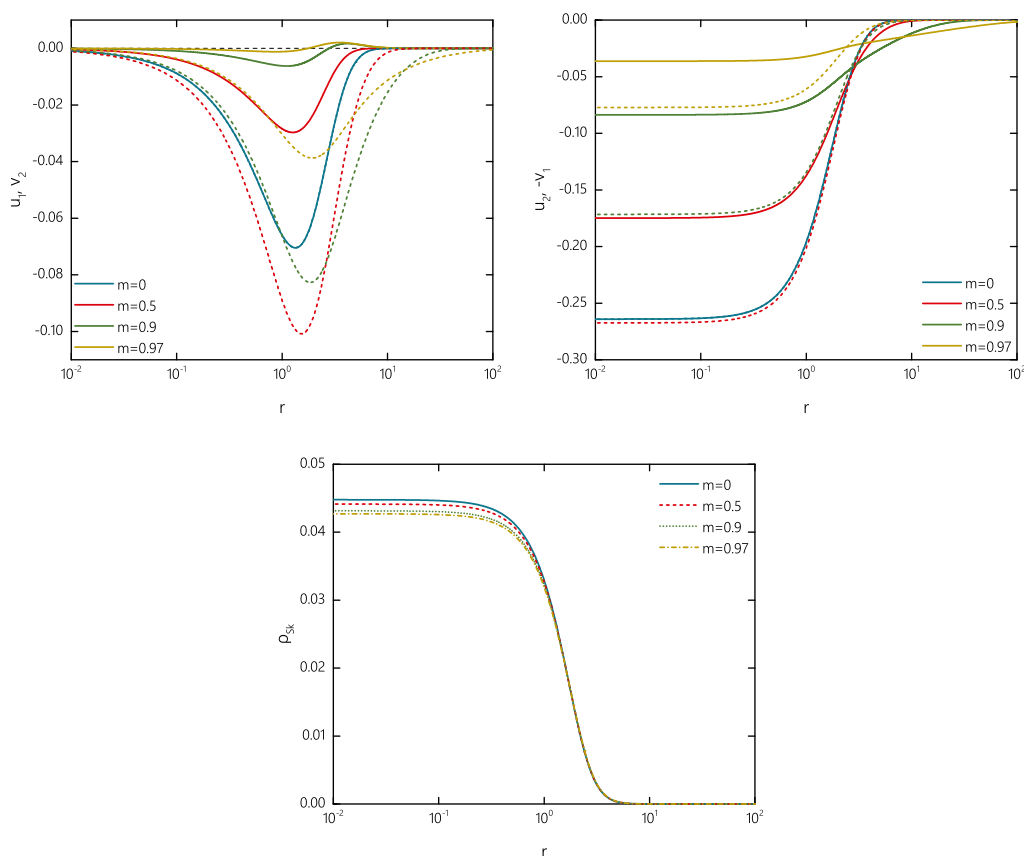 0.00
-0.02
-0.04
-0.06
-0.08
-0.10
u₁, v₂
m=0
m=0.5
m=0.9
m=0.97
10⁻² 10⁻¹ 10⁰ 10¹ 10²
r
0.00
-0.05
-0.10
-0.15
-0.20
-0.25
-0.30
u₂, -v₁
m=0
m=0.5
m=0.9
m=0.97
10⁻² 10⁻¹ 10⁰ 10¹ 10²
r
0.05
0.04
0.03
0.02
0.01
0.00
ρSk
m=0
m=0.5
m=0.9
m=0.97
10⁻² 10⁻¹ 10⁰ 10¹ 10²
r